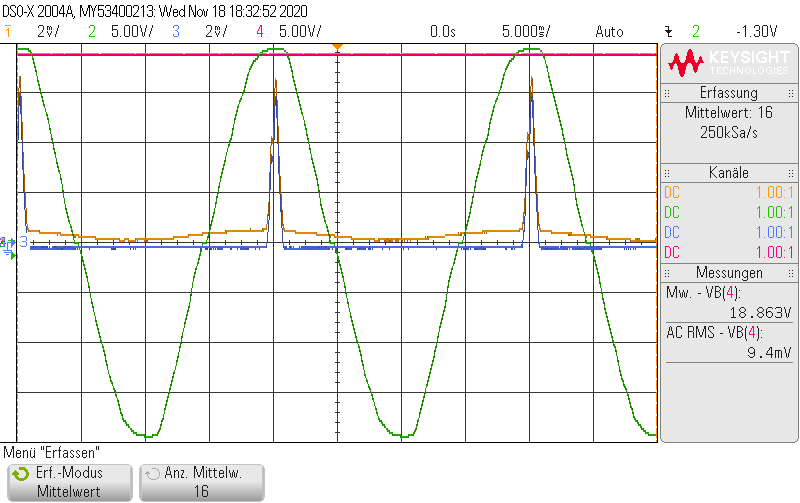 DSO-X 2004A, MY53400213: Wed Nov 18 18:32:52 2020
1 2V/ 2 5.00V/ 3 2V/ 4 5.00V/ 0.0s 5.000ms/ Auto 2 -1.30V
KEYSIGHT
TECHNOLOGIES
Erfassung
Mittelwert: 16
250kSa/s
Kanäle
DC 1.00:1
DC 1.00:1
DC 1.00:1
DC 1.00:1
Messungen
Mw. - VB(4):
18.863V
AC RMS - VB(4):
9.4mV
3
Menü "Erfassen"
Erf.-Modus
Mittelwert
Anz. Mittelw.
16